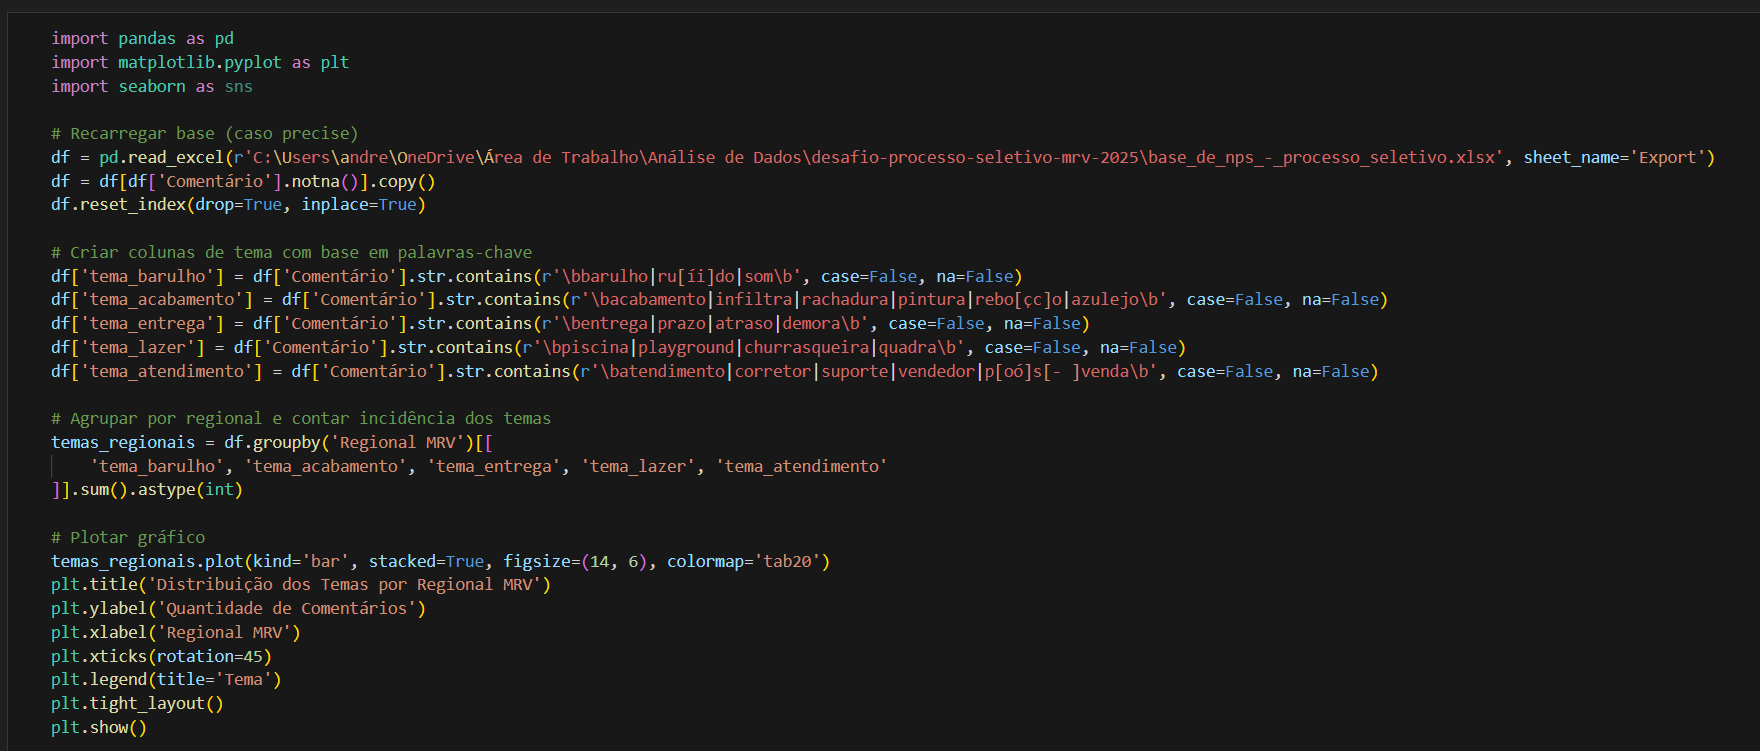 import pandas as pd
import matplotlib.pyplot as plt
import seaborn as sns

# Recarregar base (caso precise)
df = pd.read_excel(r'C:\Users\andre\OneDrive\Área de Trabalho\Análise de Dados\desafio-processo-seletivo-mrv-2025\base_de_nps_-_processo_seletivo.xlsx', sheet_name='Export')
df = df[df['Comentário'].notna()].copy()
df.reset_index(drop=True, inplace=True)

# Criar colunas de tema com base em palavras-chave
df['tema_barulho'] = df['Comentário'].str.contains(r'\bbarulho|ru[íi]do|som\b', case=False, na=False)
df['tema_acabamento'] = df['Comentário'].str.contains(r'\bacabamento|infiltra|rachadura|pintura|rebo[çc]o|azulejo\b', case=False, na=False)
df['tema_entrega'] = df['Comentário'].str.contains(r'\bentrega|prazo|atraso|demora\b', case=False, na=False)
df['tema_lazer'] = df['Comentário'].str.contains(r'\bpiscina|playground|churrasqueira|quadra\b', case=False, na=False)
df['tema_atendimento'] = df['Comentário'].str.contains(r'\batendimento|corretor|suporte|vendedor|p[oó]s[- ]venda\b', case=False, na=False)

# Agrupar por regional e contar incidência dos temas
temas_regionais = df.groupby('Regional MRV')[[
    'tema_barulho', 'tema_acabamento', 'tema_entrega', 'tema_lazer', 'tema_atendimento'
]].sum().astype(int)

# Plotar gráfico
temas_regionais.plot(kind='bar', stacked=True, figsize=(14, 6), colormap='tab20')
plt.title('Distribuição dos Temas por Regional MRV')
plt.ylabel('Quantidade de Comentários')
plt.xlabel('Regional MRV')
plt.xticks(rotation=45)
plt.legend(title='Tema')
plt.tight_layout()
plt.show()